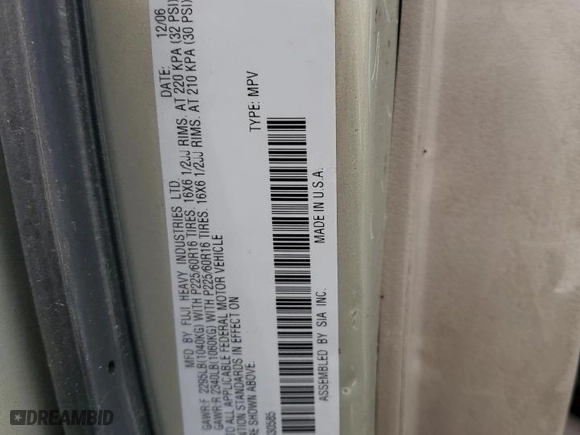 MFD. BY FUJI HEAVY INDUSTRIES LTD. DATE: 12/06
GAWR:F 2295LB(1040KG) WITH P225/60R16 TIRES. 16X6 1/2JJ RIMS. AT 220 KPA (32 PSI)
GAWR:R 2340LB(1060KG) WITH P225/60R16 TIRES. 16X6 1/2JJ RIMS. AT 210 KPA (30 PSI)
TO ALL APPLICABLE FEDERAL MOTOR VEHICLE
STANDARDS IN EFFECT ON
SHOWN ABOVE.
TYPE: MPV
ASSEMBLED BY SIA INC. MADE IN U.S.A.
DREAMBID